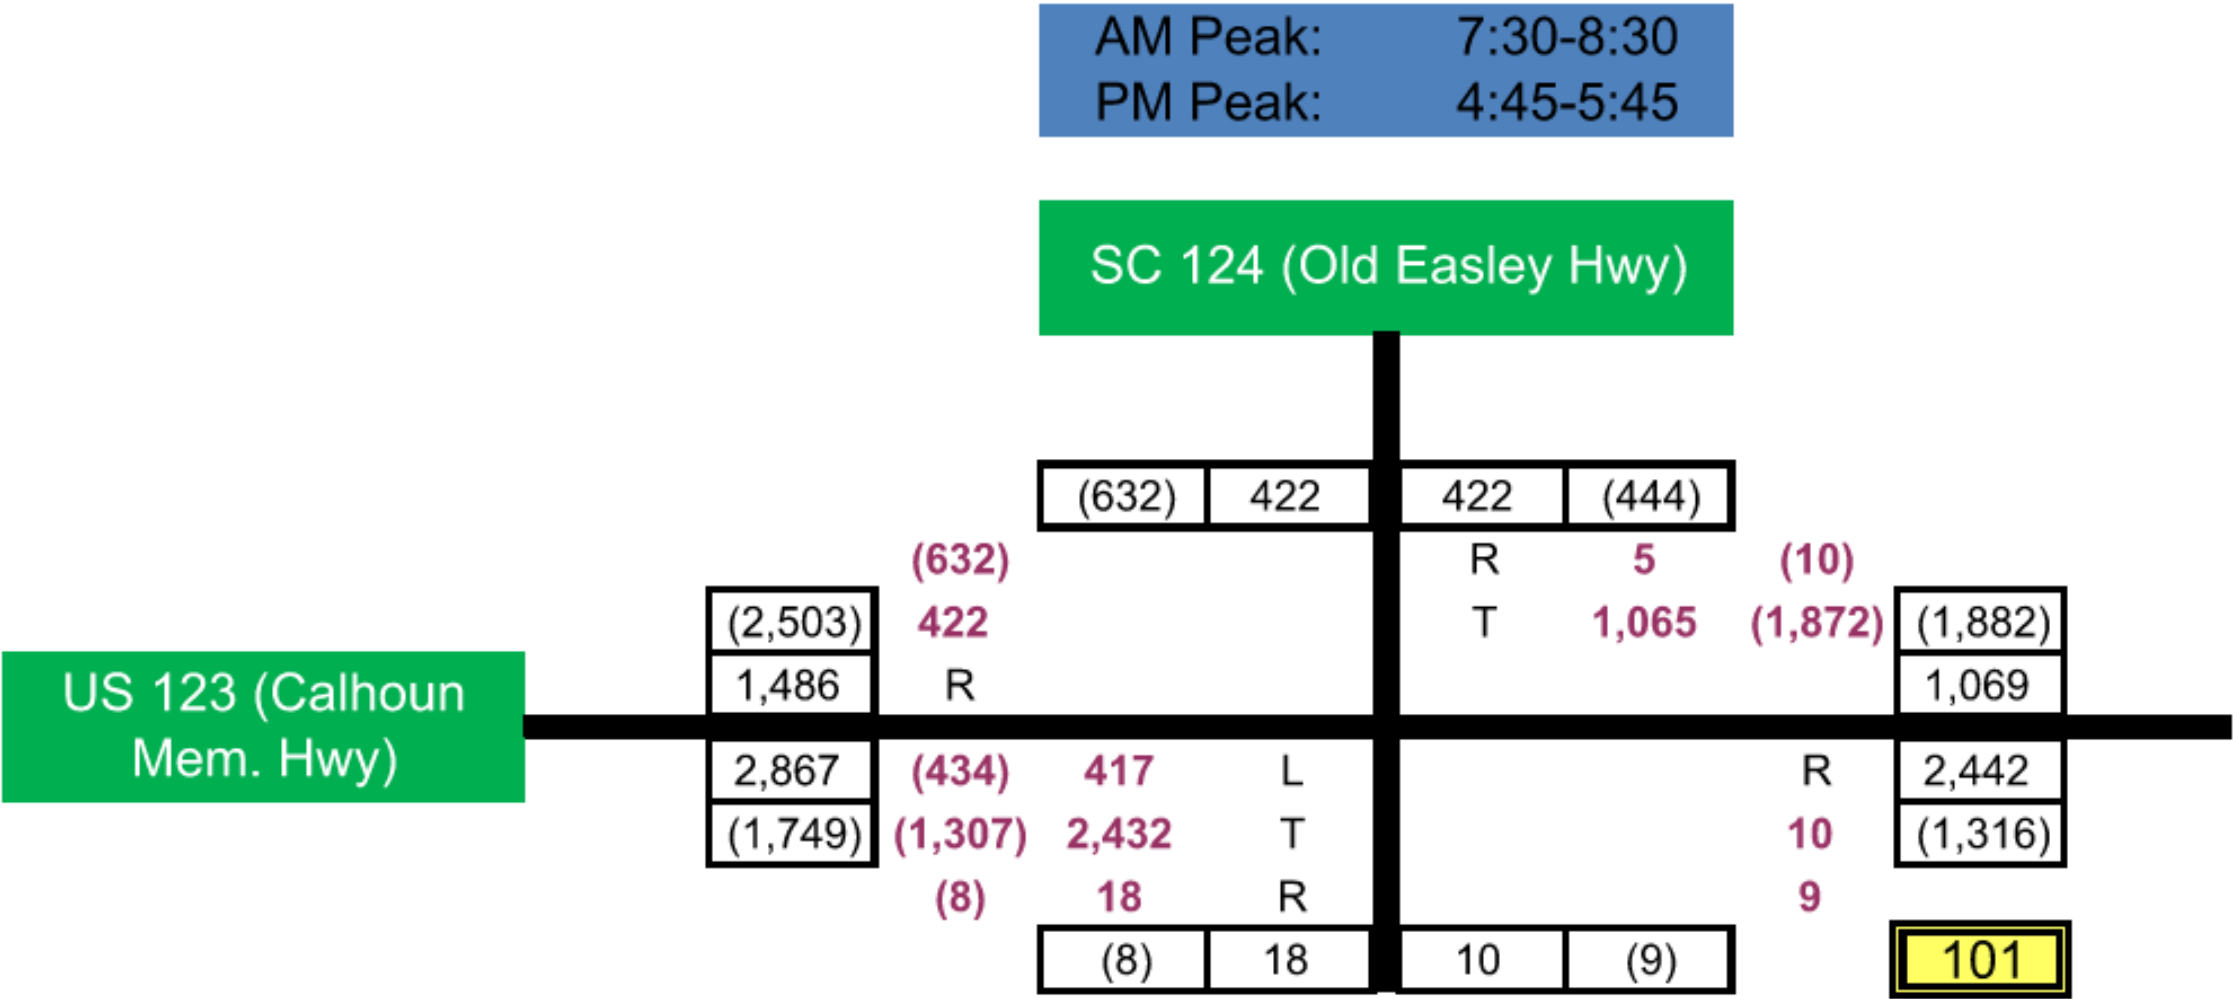 AM Peak: 7:30-8:30
PM Peak: 4:45-5:45
SC 124 (Old Easley Hwy)
(632) 422 422 (444)
(632) R 5 (10)
(2,503) 422 T 1,065 (1,872) (1,882)
1,486 R 1,069
US 123 (Calhoun
Mem. Hwy)
2,867 (434) 417 L R 2,442
(1,749) (1,307) 2,432 T 10 (1,316)
(8) 18 R 9
(8) 18 10 (9) 101